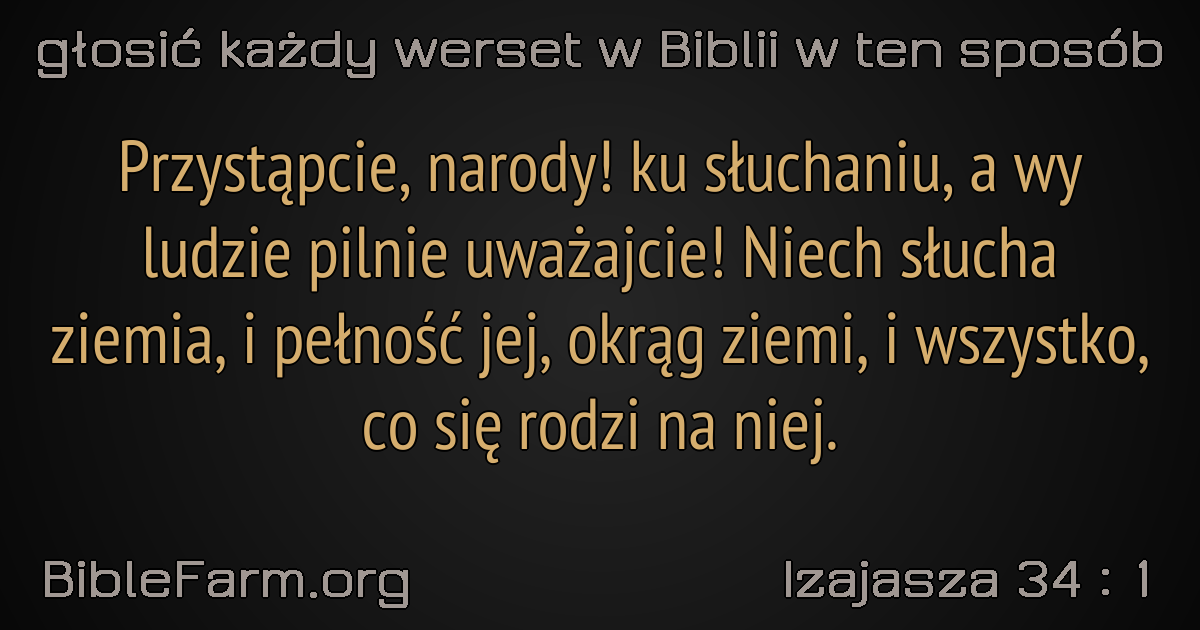 głosić każdy werset w Biblii w ten sposób
Przystąpcie, narody! ku słuchaniu, a wy
ludzie pilnie uważajcie! Niech słucha
ziemia, i pełność jej, okrąg ziemi, i wszystko,
co się rodzi na niej.
BibleFarm.org
Izajasza 34 : 1